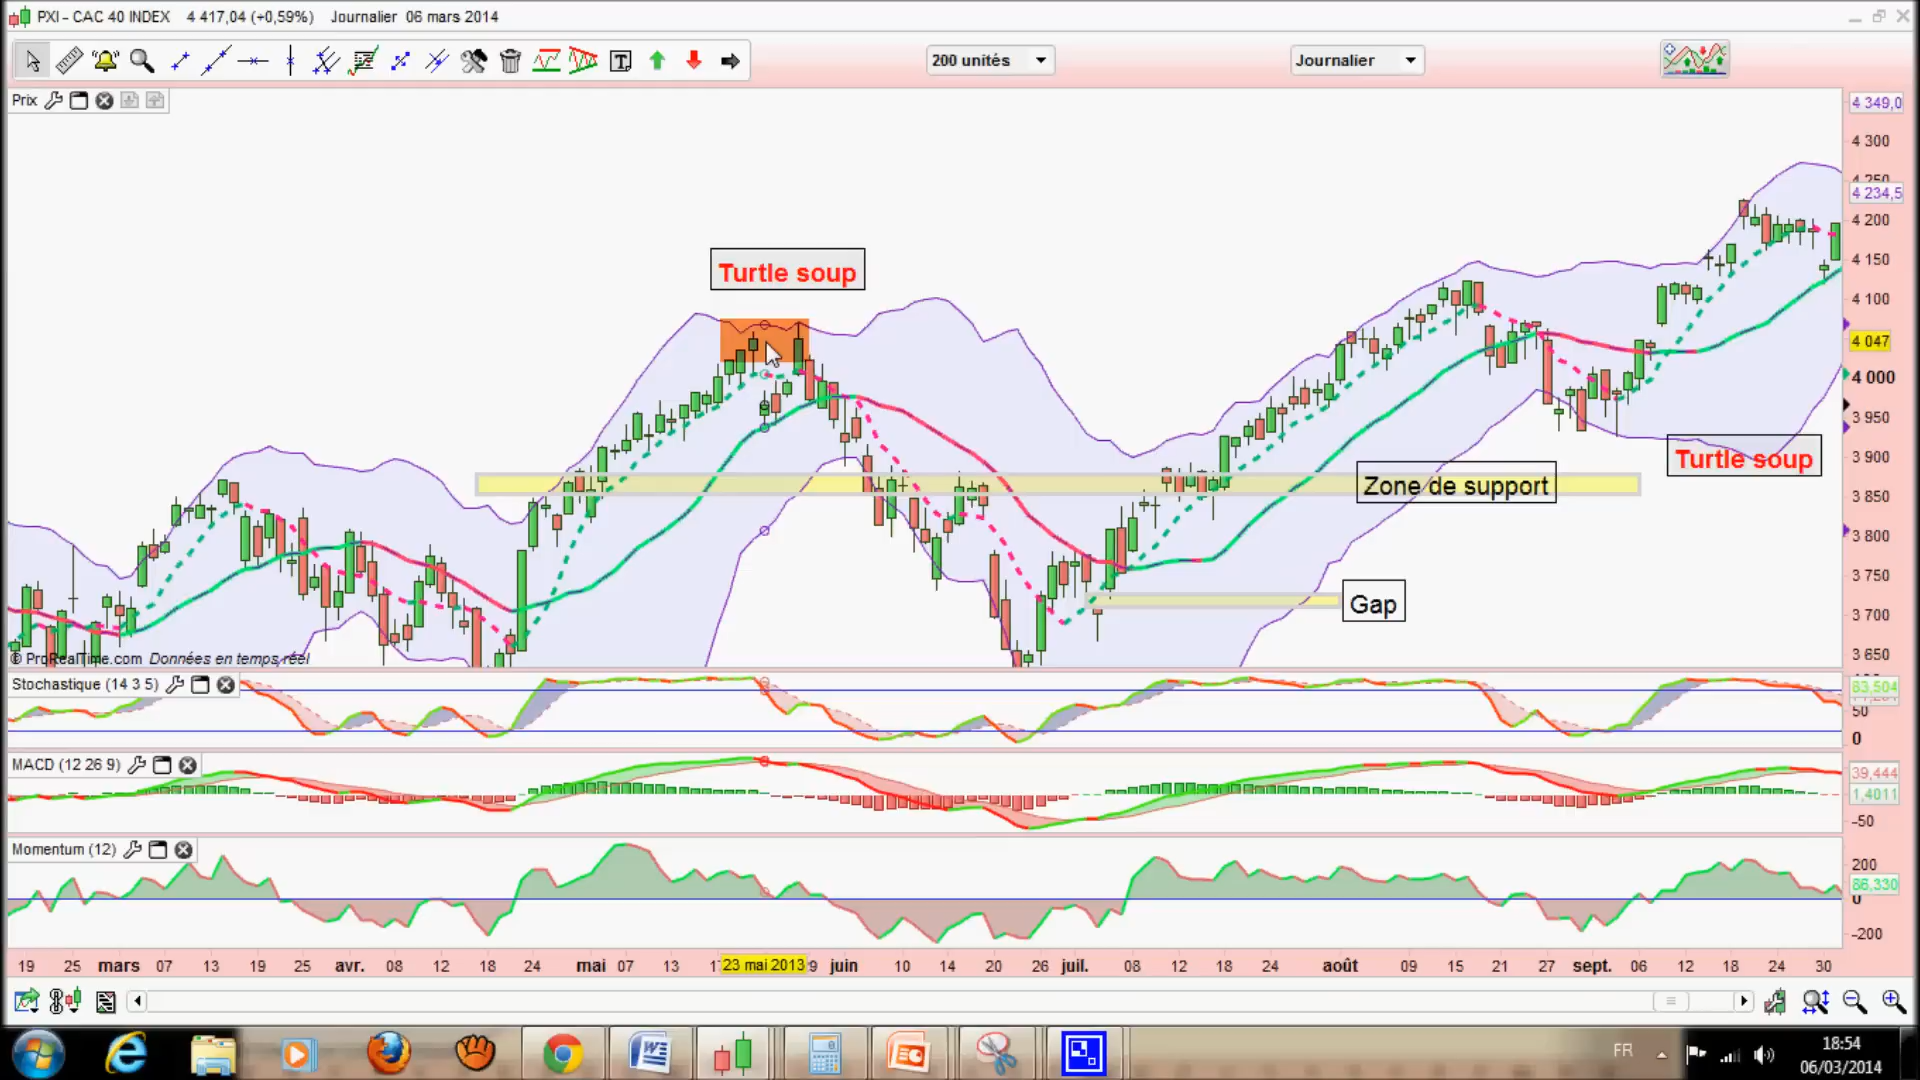 PXI - CAC 40 INDEX 4 417,04 (+0,59%) Journalier 06 mars 2014
200 unités
Journalier
Prix
4 349,0
4 300
4 234,5
4 200
4 150
4 100
4 047
4 000
3 950
3 900
3 850
3 800
3 750
3 700
3 650
Turtle soup
Turtle soup
Zone de support
Gap
© ProRealTime.com Données en temps réel
Stochastique (14 3 5)
83,504
50
0
MACD (12 26 9)
39,444
1,4011
-50
Momentum (12)
200
86,330
0
-200
19 25 mars 07 13 19 25 avr. 08 12 18 24 mai 07 13 23 mai 2013 juin 10 14 20 26 juil. 08 12 18 24 août 09 15 21 27 sept. 06 12 18 24 30
FR
18:54
06/03/2014